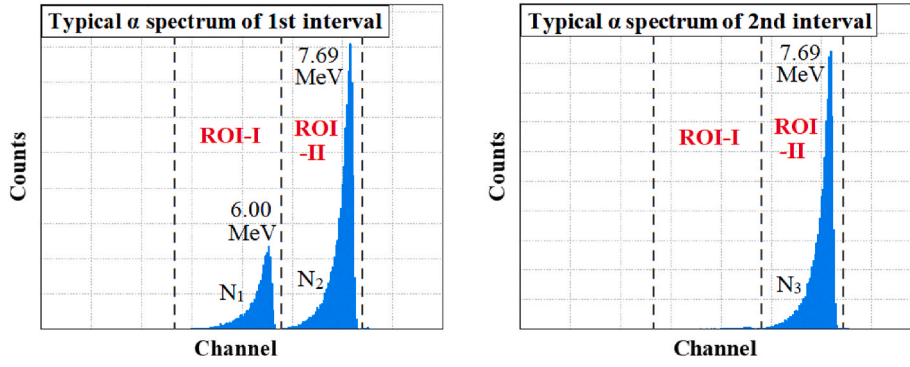 Typical α spectrum of 1st interval
7.69
MeV
ROI-I
ROI
-II
6.00
MeV
N₁
N₂
Counts
Channel
Typical α spectrum of 2nd interval
7.69
MeV
ROI-I
ROI
-II
N₃
Counts
Channel